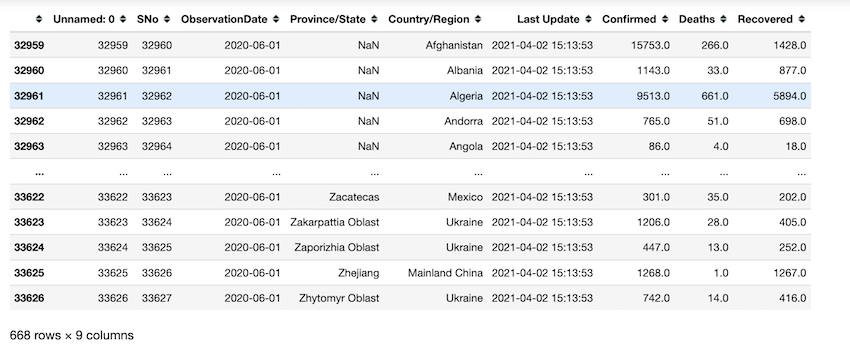 Unnamed: 0 SNo ObservationDate Province/State Country/Region Last Update Confirmed Deaths Recovered
32959 32959 32960 2020-06-01 NaN Afghanistan 2021-04-02 15:13:53 15753.0 266.0 1428.0
32960 32960 32961 2020-06-01 NaN Albania 2021-04-02 15:13:53 1143.0 33.0 877.0
32961 32961 32962 2020-06-01 NaN Algeria 2021-04-02 15:13:53 9513.0 661.0 5894.0
32962 32962 32963 2020-06-01 NaN Andorra 2021-04-02 15:13:53 765.0 51.0 698.0
32963 32963 32964 2020-06-01 NaN Angola 2021-04-02 15:13:53 86.0 4.0 18.0
... ... ... ... ... ... ... ... ... ...
33622 33622 33623 2020-06-01 Zacatecas Mexico 2021-04-02 15:13:53 301.0 35.0 202.0
33623 33623 33624 2020-06-01 Zakarpattia Oblast Ukraine 2021-04-02 15:13:53 1206.0 28.0 405.0
33624 33624 33625 2020-06-01 Zaporizhia Oblast Ukraine 2021-04-02 15:13:53 447.0 13.0 252.0
33625 33625 33626 2020-06-01 Zhejiang Mainland China 2021-04-02 15:13:53 1268.0 1.0 1267.0
33626 33626 33627 2020-06-01 Zhytomyr Oblast Ukraine 2021-04-02 15:13:53 742.0 14.0 416.0
668 rows × 9 columns